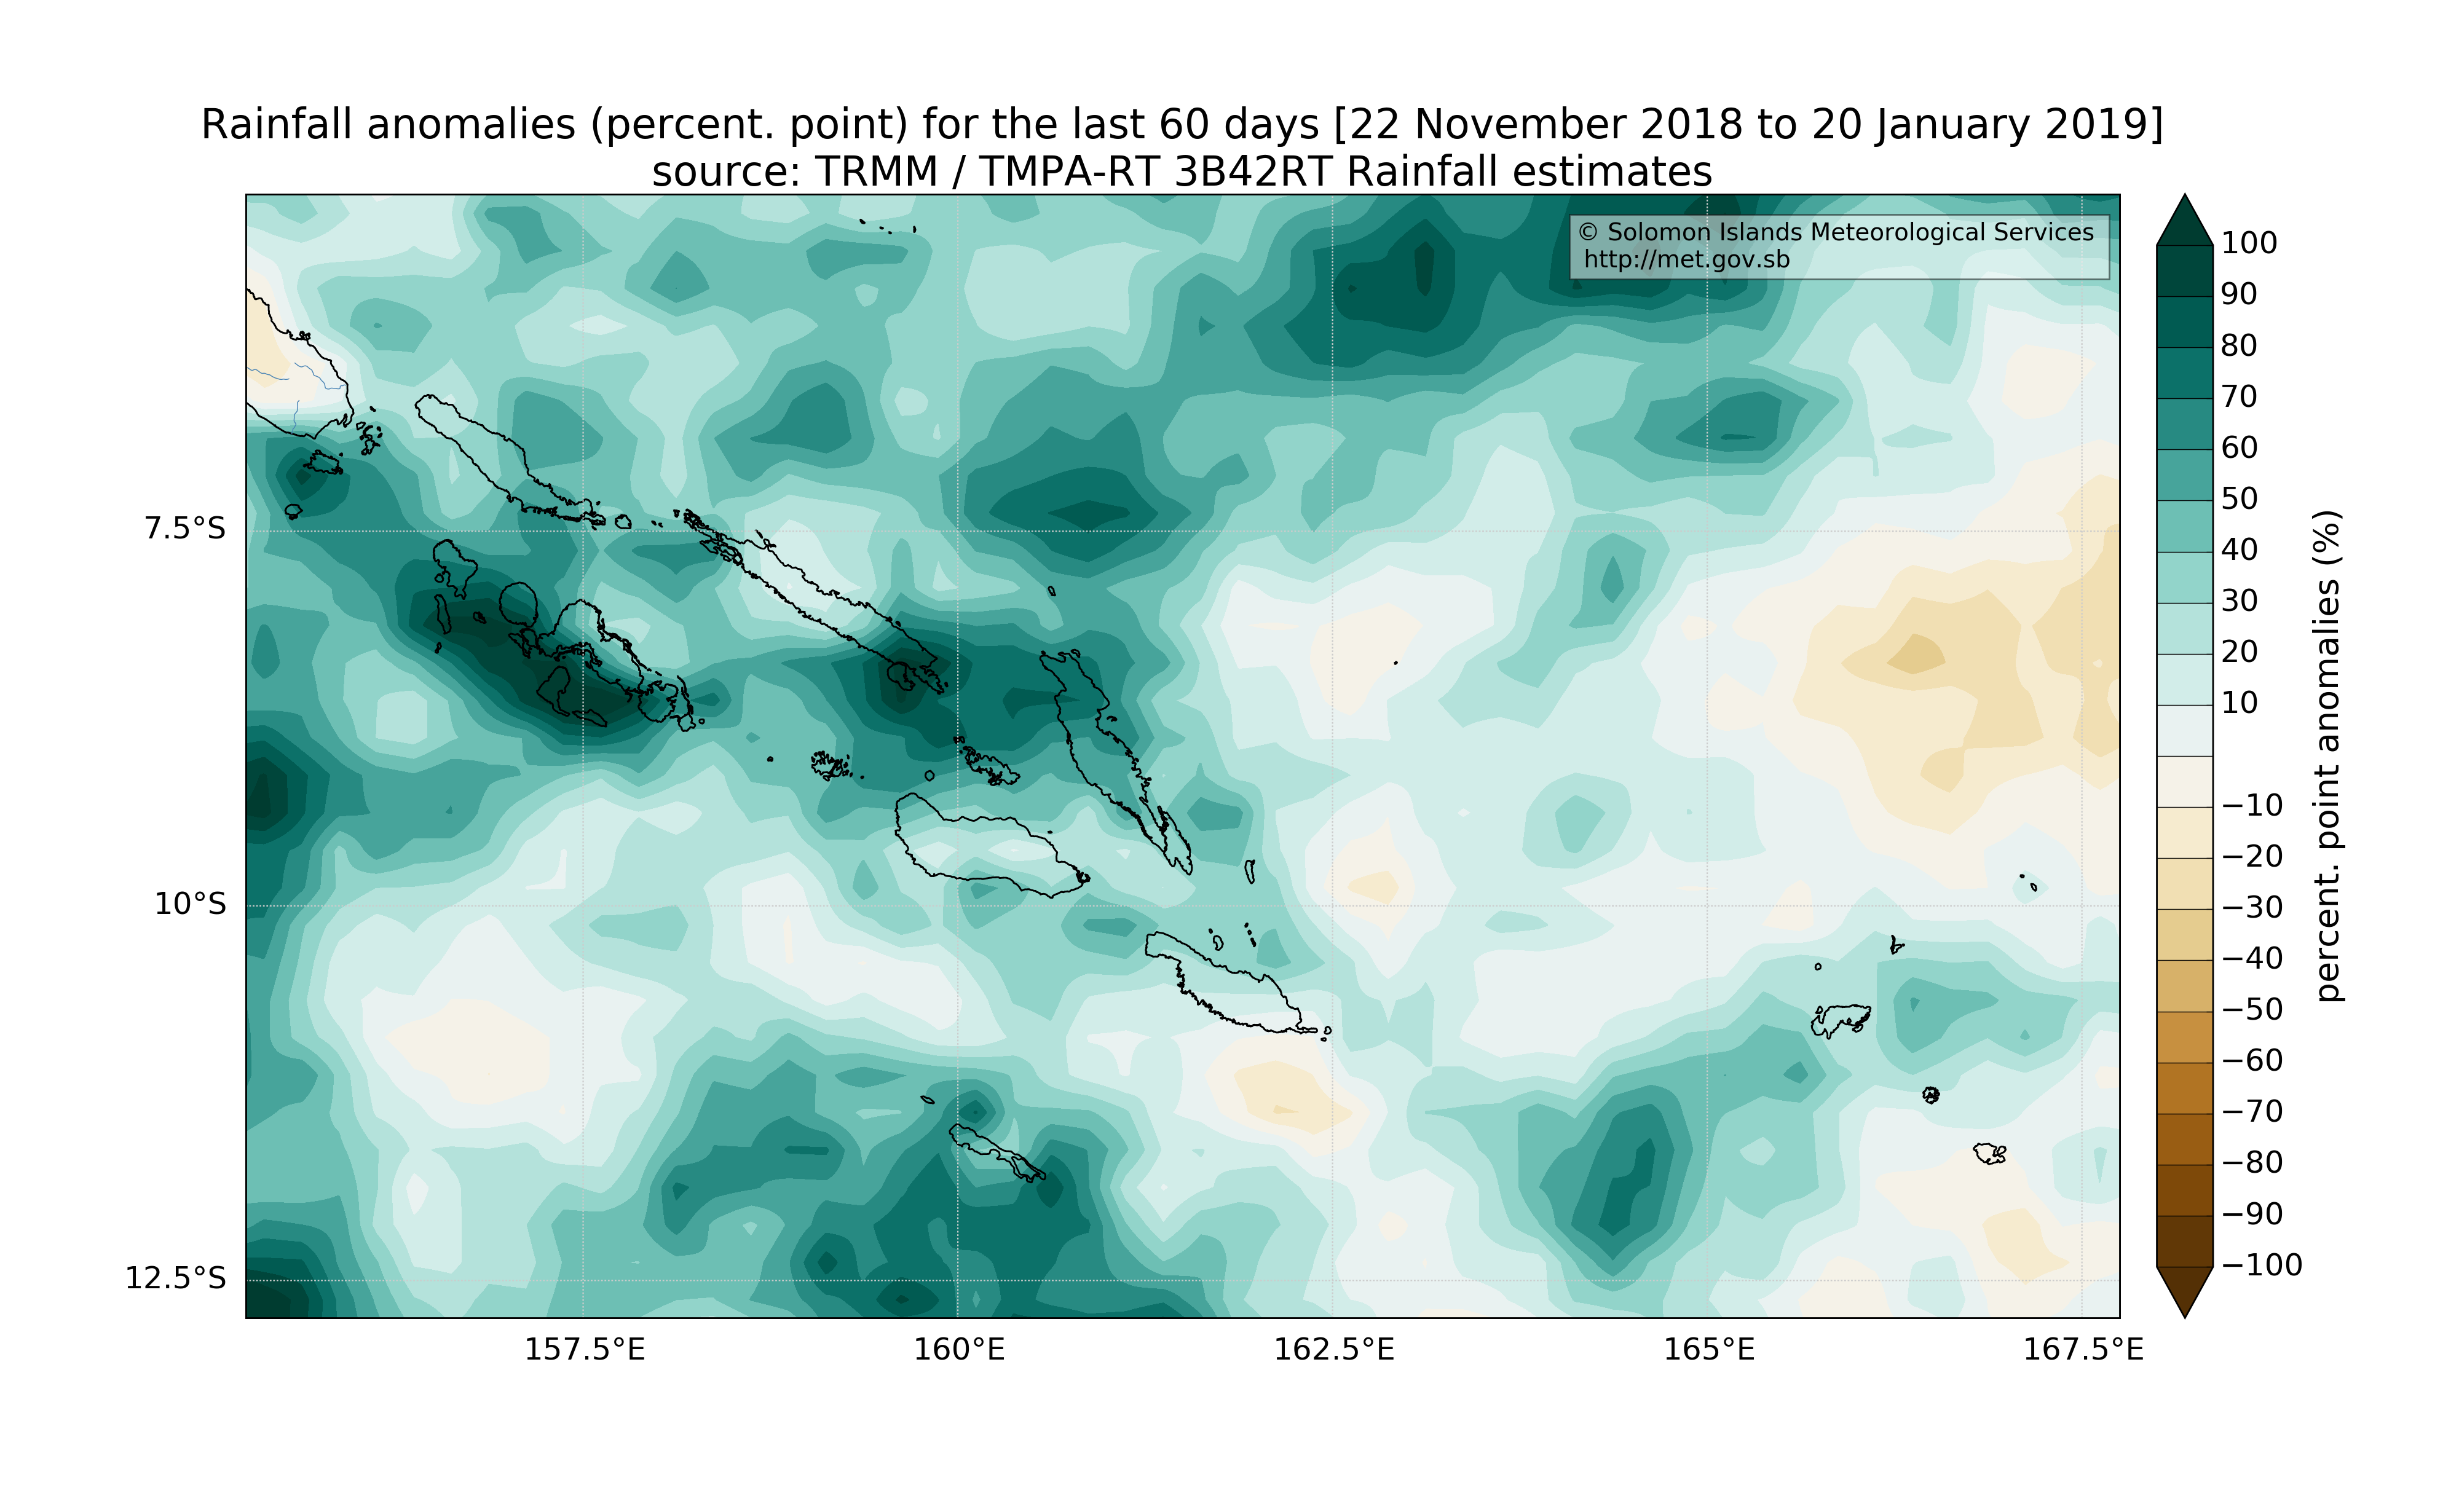 Rainfall anomalies (percent. point) for the last 60 days [22 November 2018 to 20 January 2019]
source: TRMM / TMPA-RT 3B42RT Rainfall estimates
© Solomon Islands Meteorological Services
http://met.gov.sb
7.5°S
10°S
12.5°S
157.5°E
160°E
162.5°E
165°E
167.5°E
100
90
80
70
60
50
40
30
20
10
−10
−20
−30
−40
−50
−60
−70
−80
−90
−100
percent. point anomalies (%)